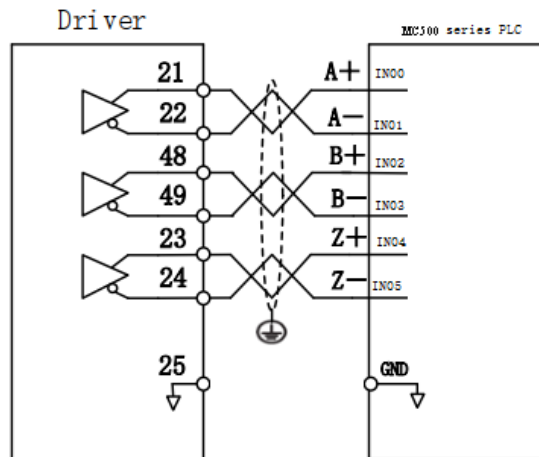 Driver
MC500 series PLC
21 A+ IN00
22 A- IN01
48 B+ IN02
49 B- IN03
23 Z+ IN04
24 Z- IN05
25 GND